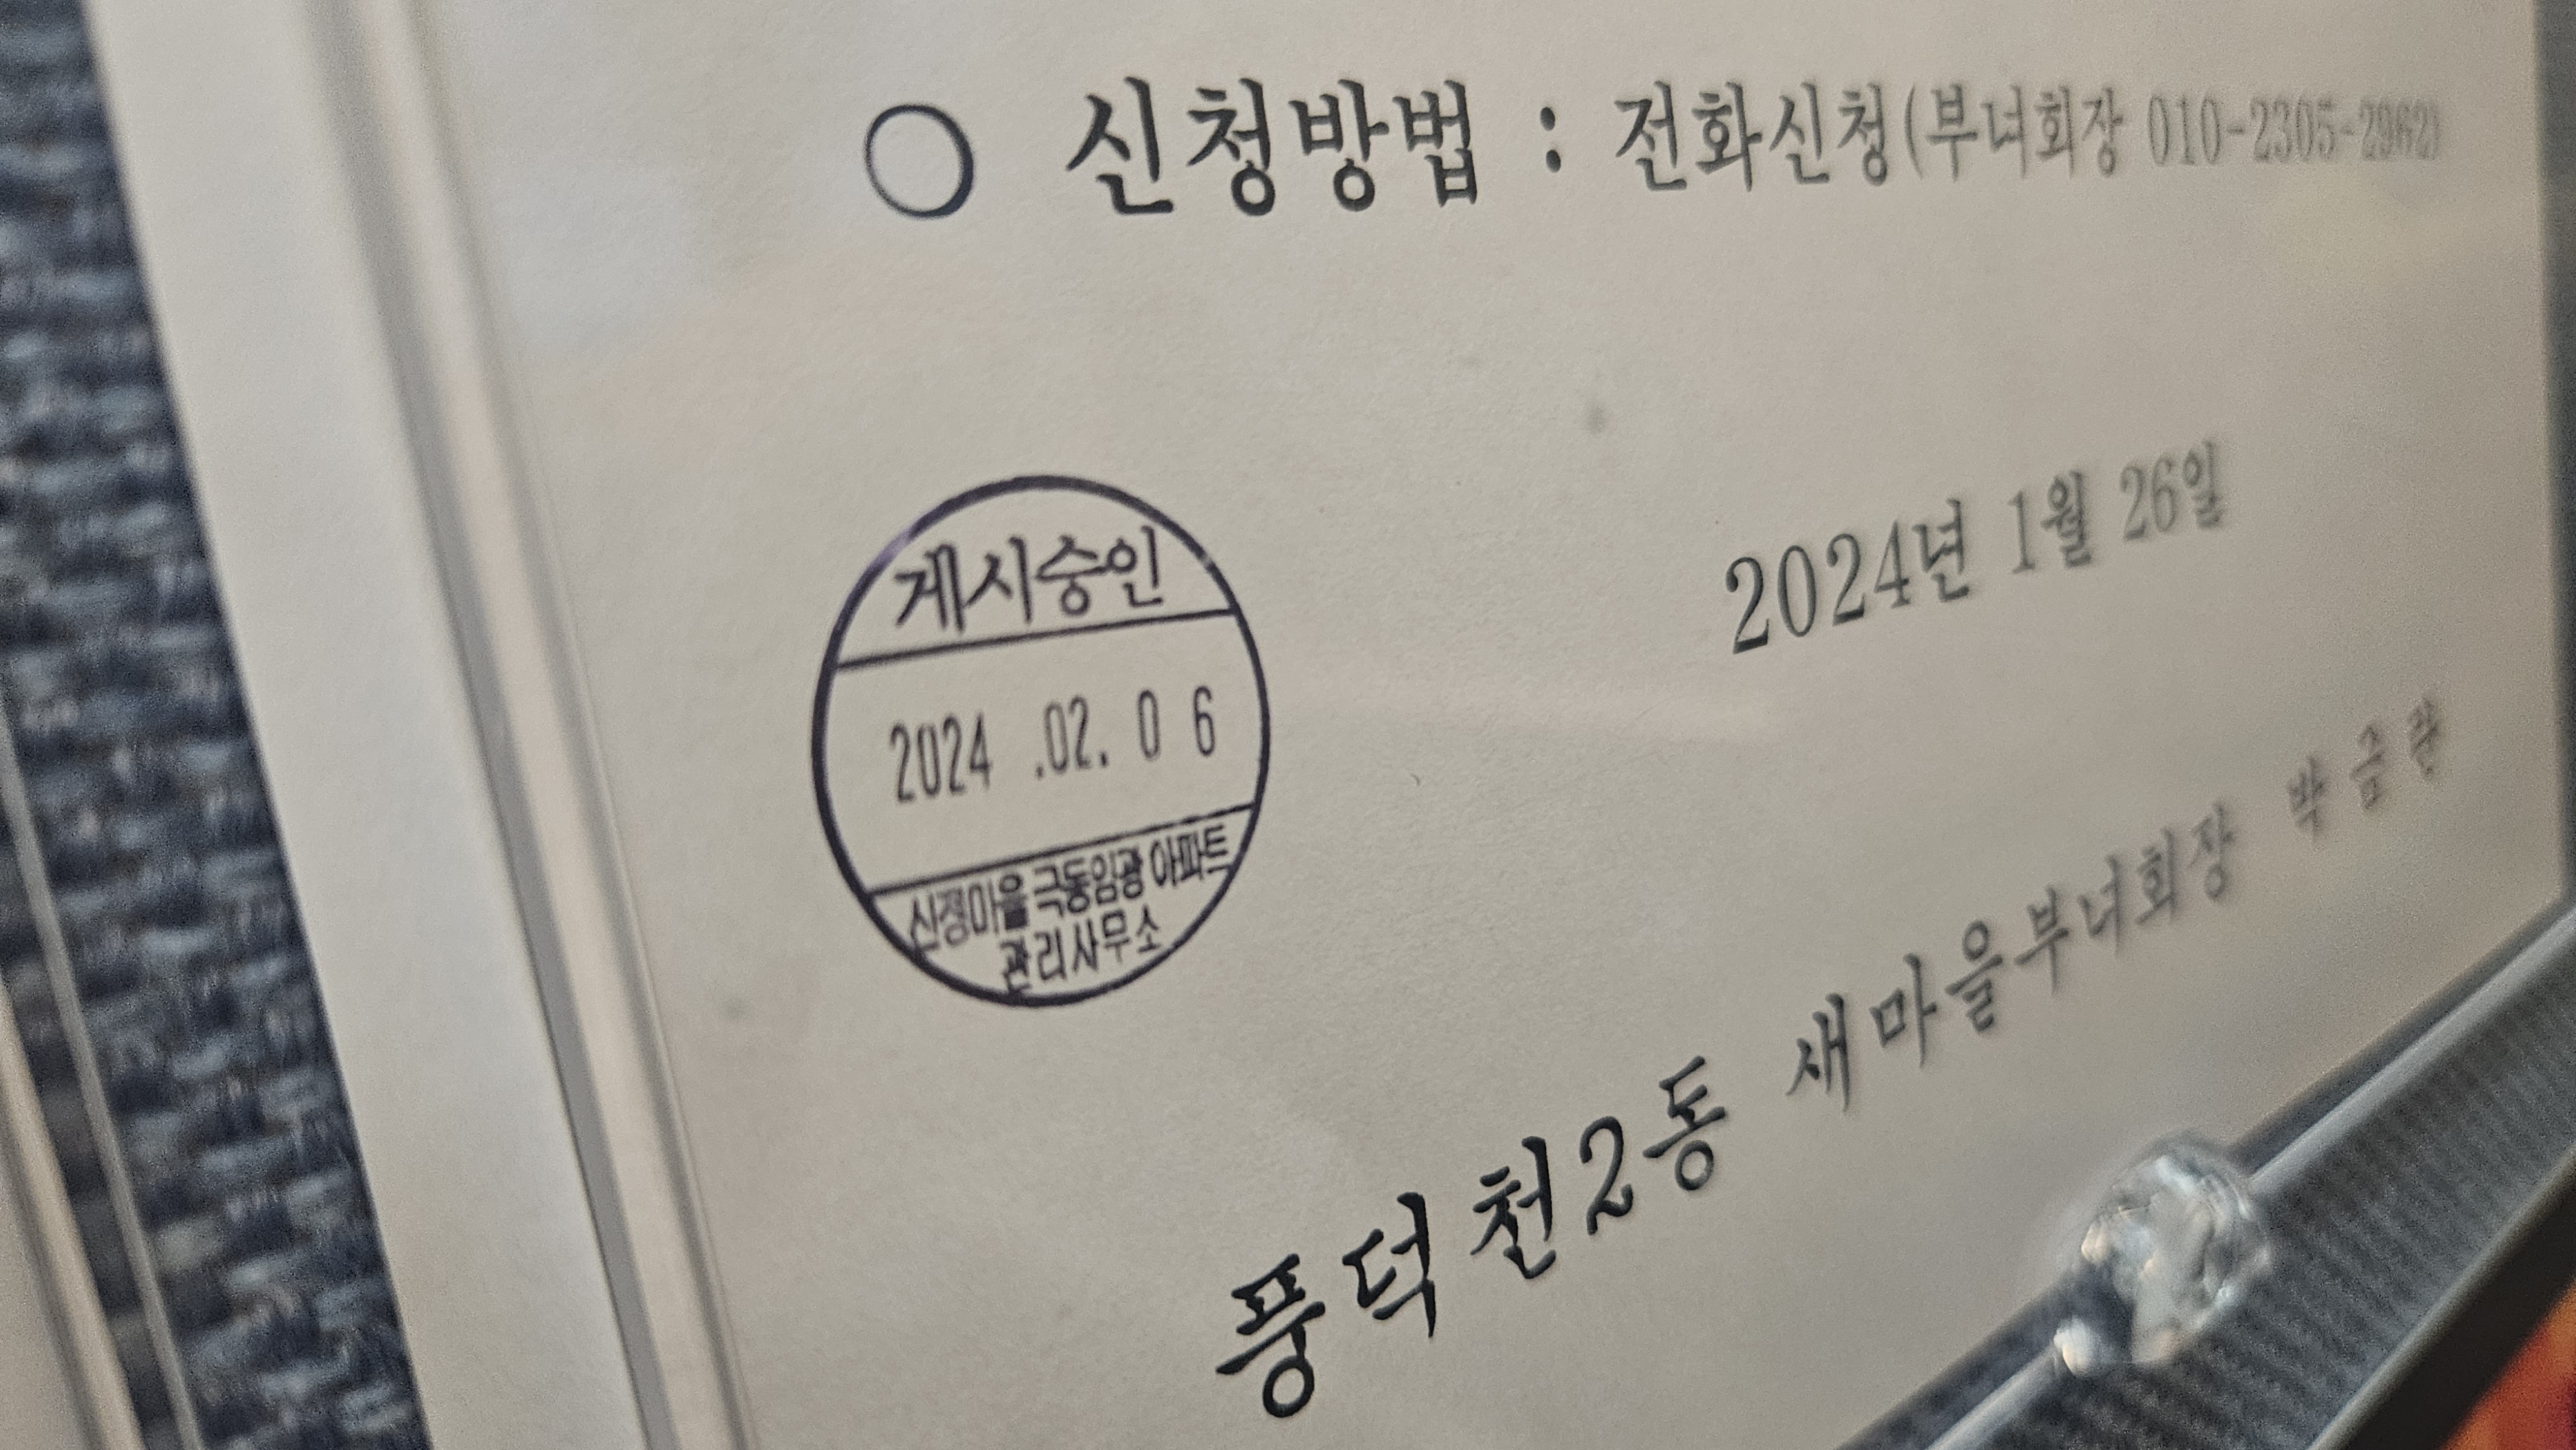 ○ 신청방법 : 전화신청(부녀회장 010-2305-2962)
2024년 1월 26일
게시승인
2024 .02. 0 6
신정마을 극동임광 아파트
관리사무소
풍덕천2동 새마을부녀회장 박금